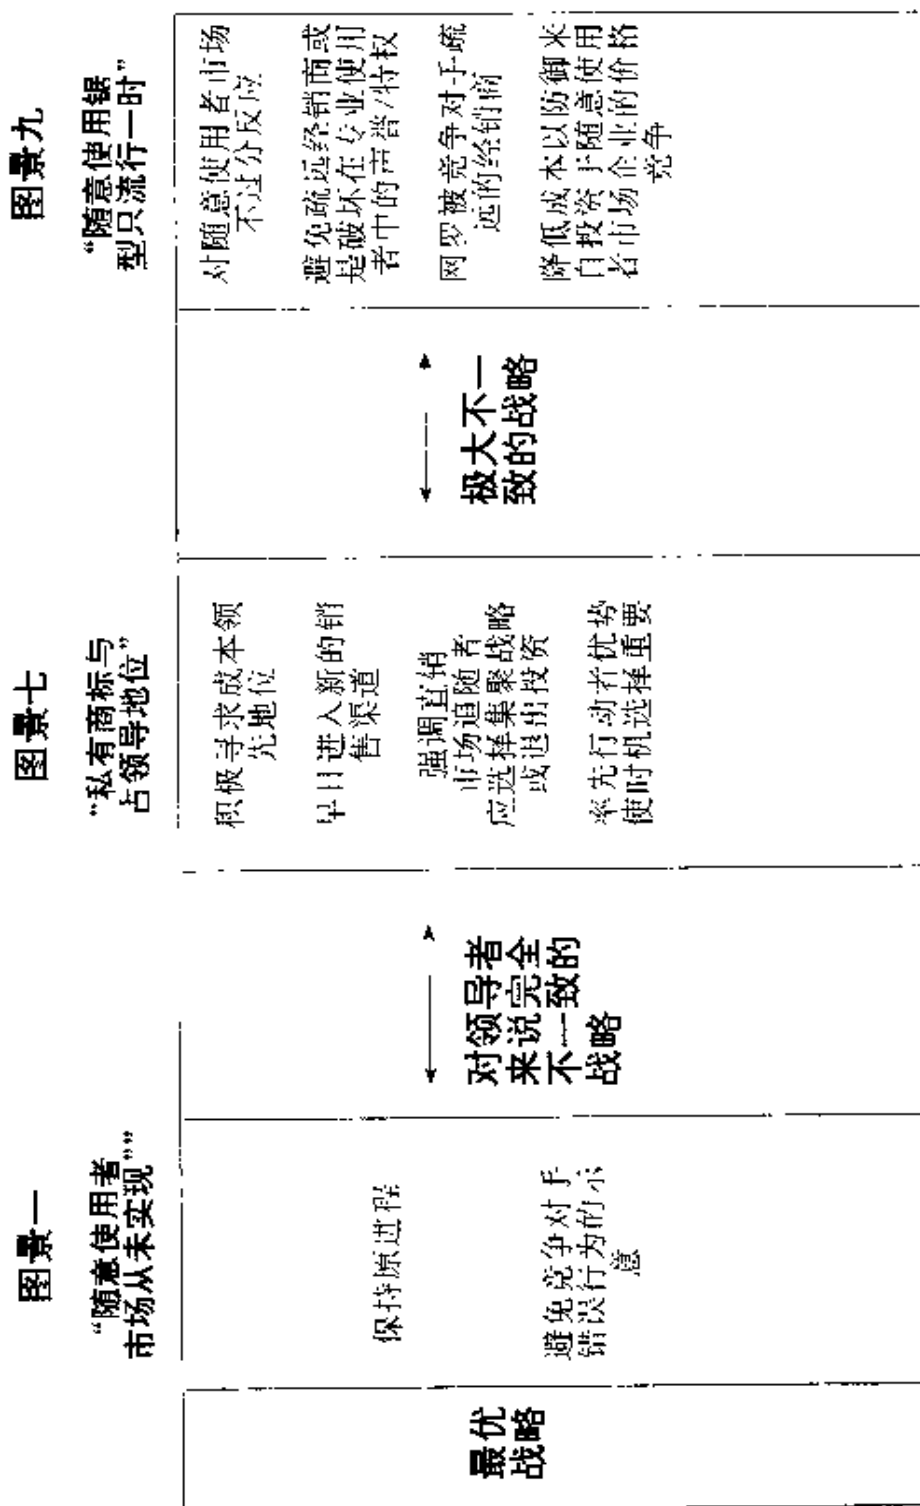 图景一
“随意使用者
市场从未实现””
图景七
“私有商标与
占领导地位”
图景九
“随意使用锯
型只流行一时”
最优
战略
保持原进程
避免竞争对手
错误行为的示
意
对领导者
来说完全
不一致的
战略
积极寻求成本领
先地位
早日进入新的销
售渠道
强调直销
市场追随者
应选择集聚战略
或退出投资
率先行动者优势
使时机选择重要
极大不一
致的战略
对随意使用者市场
不过分反应
避免疏远经销商或
是破坏在专业使用
者中的声誉/特权
网罗被竞争对手疏
远的经销商
降低成本以防御来
自投资于随意使用
者市场企业的价格
竞争